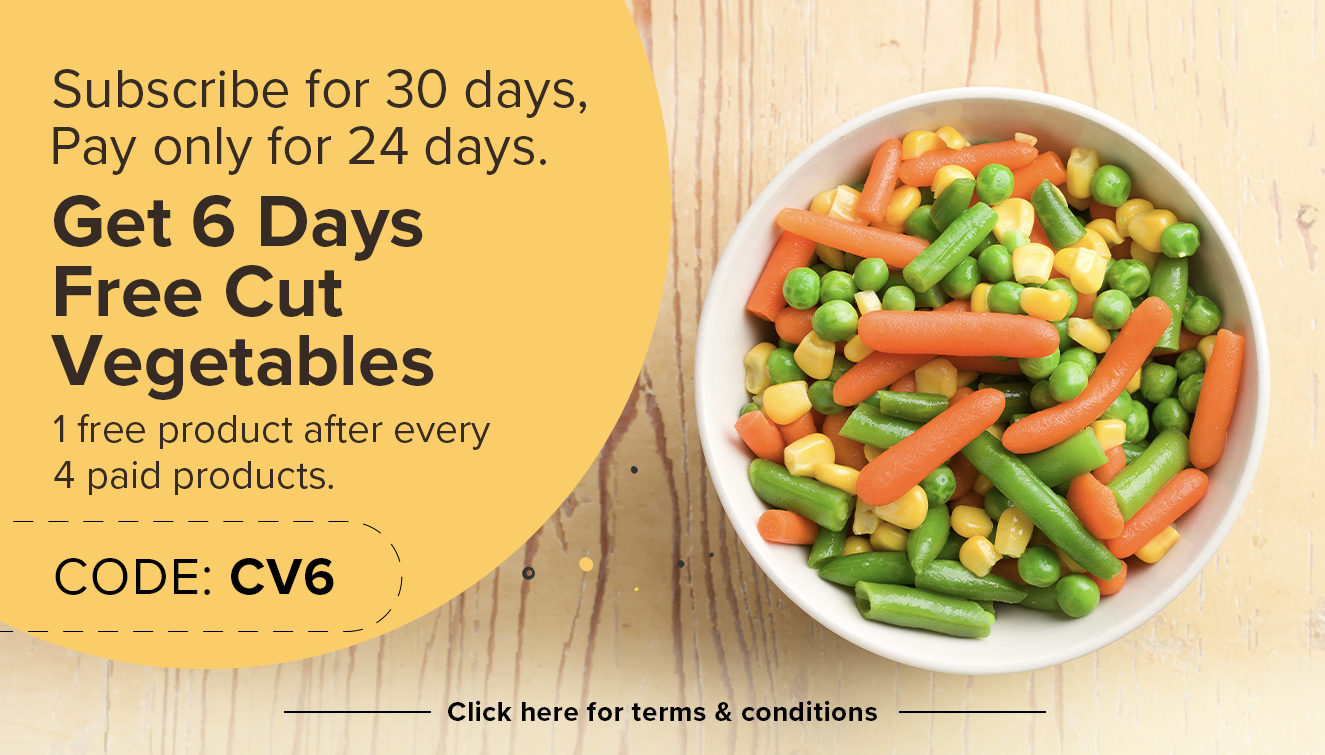 Subscribe for 30 days,
Pay only for 24 days.
Get 6 Days
Free Cut
Vegetables
1 free product after every
4 paid products.
CODE: CV6
Click here for terms & conditions